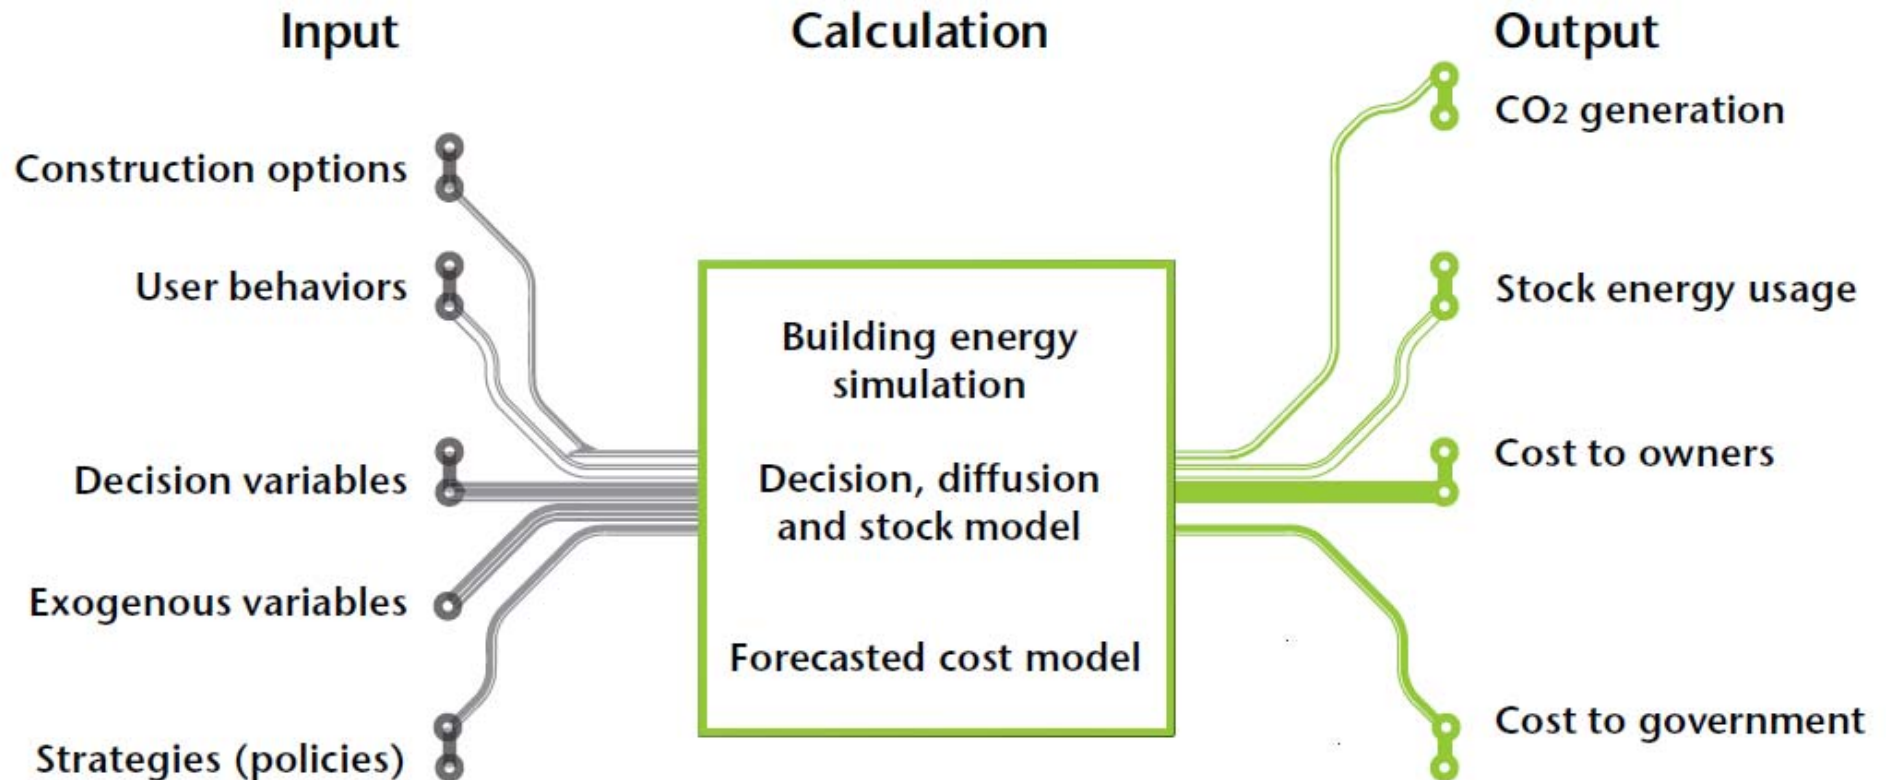 Input
Calculation
Output
Construction options
User behaviors
Decision variables
Exogenous variables
Strategies (policies)
Building energy
simulation
Decision, diffusion
and stock model
Forecasted cost model
CO2 generation
Stock energy usage
Cost to owners
Cost to government